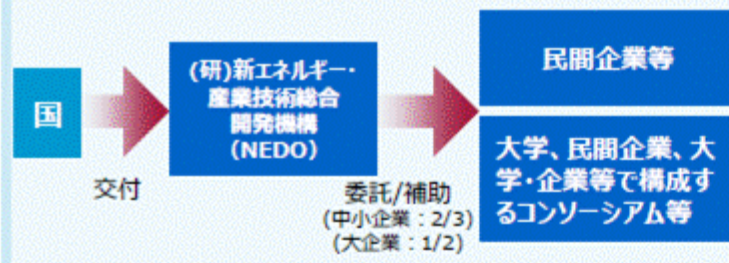 国
交付
(研)新エネルギー・
産業技術総合
開発機構
(NEDO)
委託/補助
(中小企業：2/3)
(大企業：1/2)
民間企業等
大学、民間企業、大
学・企業等で構成す
るコンソーシアム等